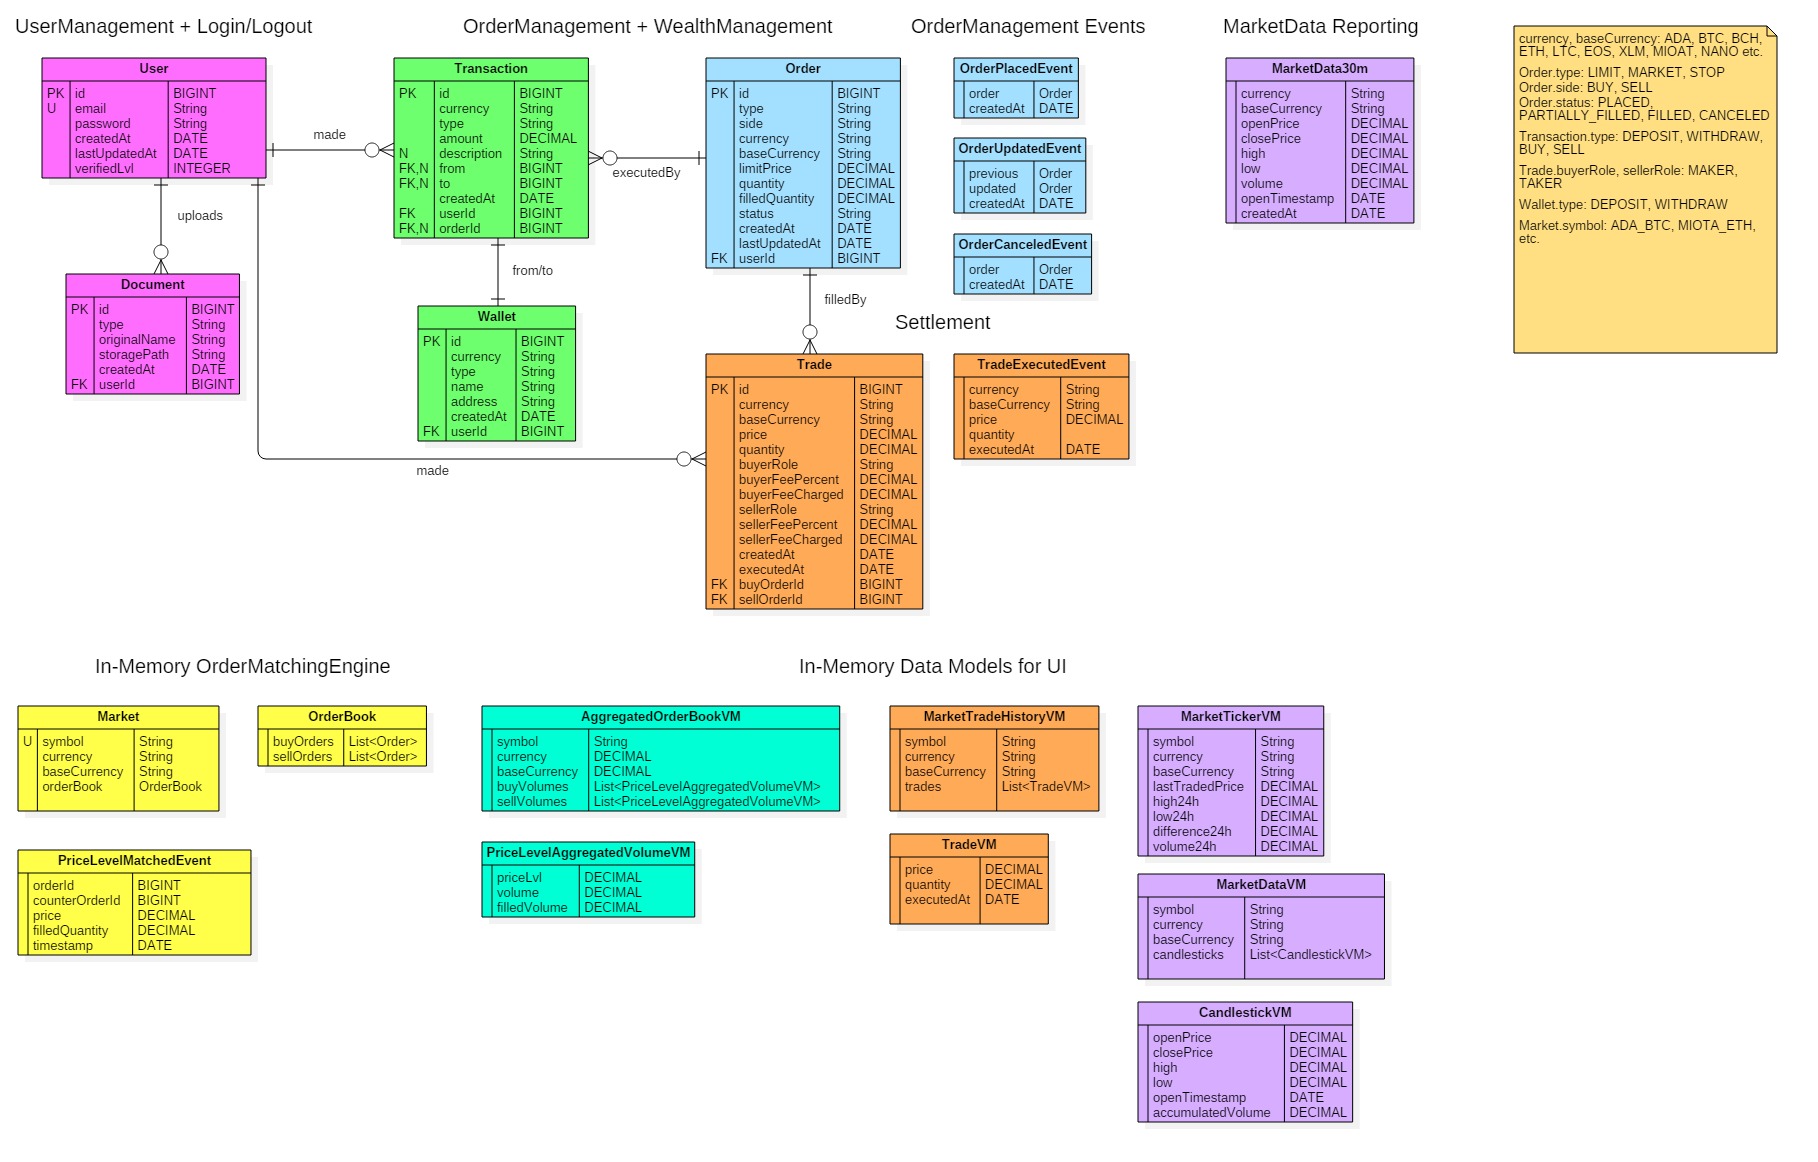 UserManagement + Login/Logout
OrderManagement + WealthManagement
OrderManagement Events
MarketData Reporting
User
PK id BIGINT
U email String
password String
createdAt DATE
lastUpdatedAt DATE
verifiedLvl INTEGER
made
uploads
Document
PK id BIGINT
type String
originalName String
storagePath String
createdAt DATE
FK userId BIGINT
Transaction
PK id BIGINT
currency String
type String
amount DECIMAL
N description String
FK,N from BIGINT
FK,N to BIGINT
createdAt DATE
FK userId BIGINT
FK,N orderId BIGINT
executedBy
from/to
Wallet
PK id BIGINT
currency String
type String
name String
address String
createdAt DATE
FK userId BIGINT
made
Order
PK id BIGINT
type String
side String
currency String
baseCurrency String
limitPrice DECIMAL
quantity DECIMAL
filledQuantity DECIMAL
status String
createdAt DATE
lastUpdatedAt DATE
FK userId BIGINT
filledBy
Trade
PK id BIGINT
currency String
baseCurrency String
price DECIMAL
quantity DECIMAL
buyerRole String
buyerFeePercent DECIMAL
buyerFeeCharged DECIMAL
sellerRole String
sellerFeePercent DECIMAL
sellerFeeCharged DECIMAL
createdAt DATE
executedAt DATE
FK buyOrderId BIGINT
FK sellOrderId BIGINT
OrderPlacedEvent
order Order
createdAt DATE
OrderUpdatedEvent
previous Order
updated Order
createdAt DATE
OrderCanceledEvent
order Order
createdAt DATE
Settlement
TradeExecutedEvent
currency String
baseCurrency String
price DECIMAL
quantity
executedAt DATE
MarketData30m
currency String
baseCurrency String
openPrice DECIMAL
closePrice DECIMAL
high DECIMAL
low DECIMAL
volume DECIMAL
openTimestamp DATE
createdAt DATE
currency, baseCurrency: ADA, BTC, BCH,
ETH, LTC, EOS, XLM, MIOAT, NANO etc.
Order.type: LIMIT, MARKET, STOP
Order.side: BUY, SELL
Order.status: PLACED,
PARTIALLY_FILLED, FILLED, CANCELED
Transaction.type: DEPOSIT, WITHDRAW,
BUY, SELL
Trade.buyerRole, sellerRole: MAKER,
TAKER
Wallet.type: DEPOSIT, WITHDRAW
Market.symbol: ADA_BTC, MIOTA_ETH,
etc.
In-Memory OrderMatchingEngine
In-Memory Data Models for UI
Market
U symbol String
currency String
baseCurrency String
orderBook OrderBook
OrderBook
buyOrders List<Order>
sellOrders List<Order>
PriceLevelMatchedEvent
orderId BIGINT
counterOrderId BIGINT
price DECIMAL
filledQuantity DECIMAL
timestamp DATE
AggregatedOrderBookVM
symbol String
currency DECIMAL
baseCurrency DECIMAL
buyVolumes List<PriceLevelAggregatedVolumeVM>
sellVolumes List<PriceLevelAggregatedVolumeVM>
PriceLevelAggregatedVolumeVM
priceLvl DECIMAL
volume DECIMAL
filledVolume DECIMAL
MarketTradeHistoryVM
symbol String
currency String
baseCurrency String
trades List<TradeVM>
TradeVM
price DECIMAL
quantity DECIMAL
executedAt DATE
MarketTickerVM
symbol String
currency String
baseCurrency String
lastTradedPrice DECIMAL
high24h DECIMAL
low24h DECIMAL
difference24h DECIMAL
volume24h DECIMAL
MarketDataVM
symbol String
currency String
baseCurrency String
candlesticks List<CandlestickVM>
CandlestickVM
openPrice DECIMAL
closePrice DECIMAL
high DECIMAL
low DECIMAL
openTimestamp DATE
accumulatedVolume DECIMAL